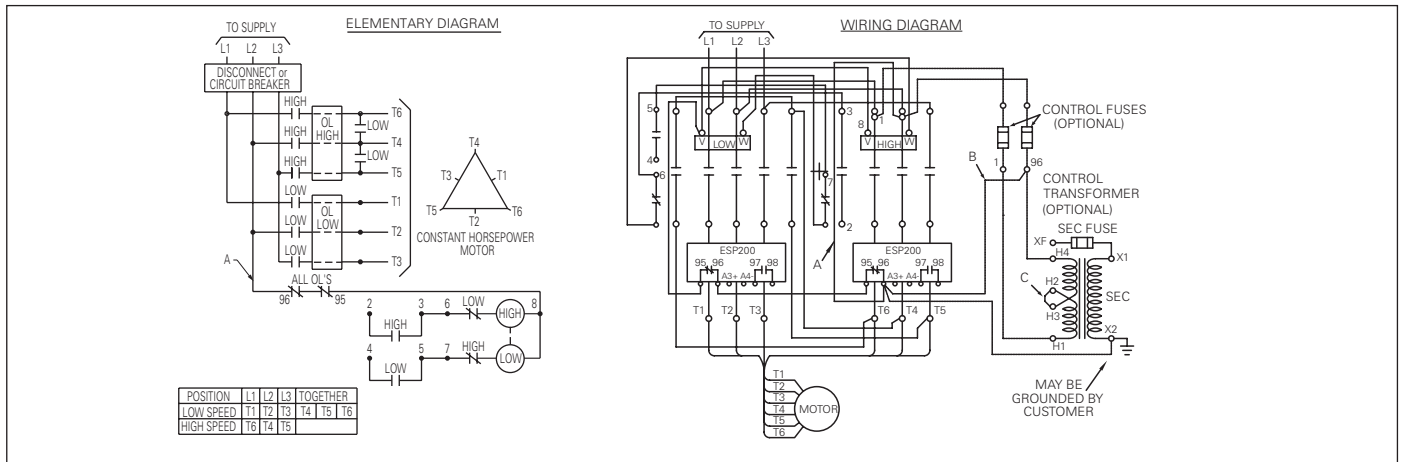 ELEMENTARY DIAGRAM
TO SUPPLY
L1 L2 L3
DISCONNECT or
CIRCUIT BREAKER
HIGH
OL
HIGH
T6
LOW
HIGH
T4
LOW
HIGH
T5
LOW
OL
LOW
T1
LOW
T2
LOW
T3
A
ALL OL'S
96 95
T4
T3 T1
T5 T6
T2
CONSTANT HORSEPOWER
MOTOR
2 3 6 LOW HIGH 8
HIGH
4 5 7 HIGH LOW
LOW
POSITION L1 L2 L3 TOGETHER
LOW SPEED T1 T2 T3 T4 T5 T6
HIGH SPEED T6 T4 T5
WIRING DIAGRAM
TO SUPPLY
L1 L2 L3
5 3 1
V LOW W
8
V HIGH W
4
6
7
2
A
ESP200
95 96 97 98
A3+ A4-
ESP200
95 96 97 98
A3+ A4-
T1 T2 T3
T6 T4 T5
T1
T2
T3
T4
T5
T6
MOTOR
CONTROL FUSES
(OPTIONAL)
B
1 96
CONTROL
TRANSFORMER
(OPTIONAL)
SEC FUSE
XF
H4 X1
H2
C
SEC
H3
X2
H1
MAY BE
GROUNDED BY
CUSTOMER